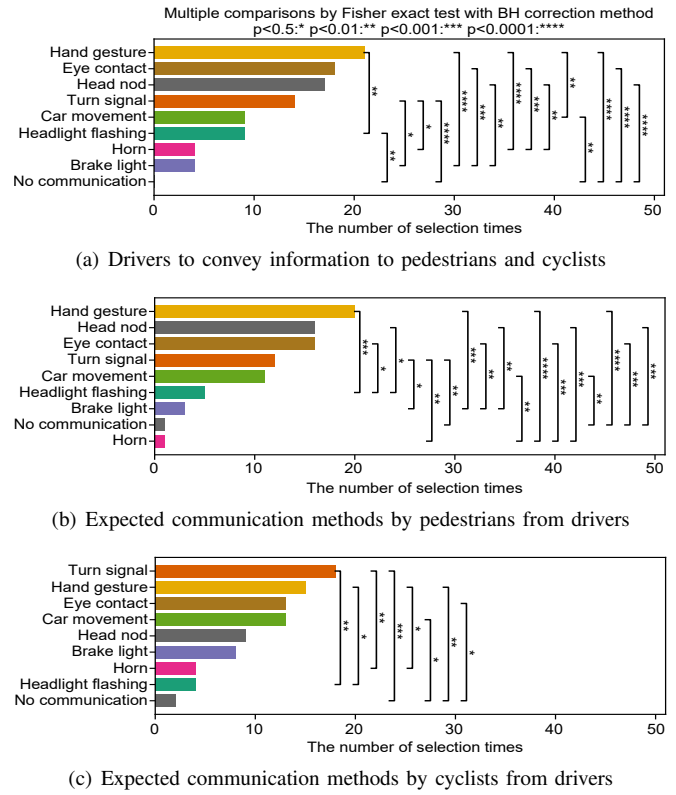 Multiple comparisons by Fisher exact test with BH correction method
p<0.5:* p<0.01:** p<0.001:*** p<0.0001:****
Hand gesture
Eye contact
Head nod
Turn signal
Car movement
Headlight flashing
Horn
Brake light
No communication
** ** * ** * **** **** *** ** **** *** ** ** ** **** **** ****
0 10 20 30 40 50
The number of selection times
(a) Drivers to convey information to pedestrians and cyclists
Hand gesture
Head nod
Eye contact
Turn signal
Car movement
Headlight flashing
Brake light
No communication
Horn
*** * * * ** ** *** ** ** ** **** *** *** ** **** *** ***
0 10 20 30 40 50
The number of selection times
(b) Expected communication methods by pedestrians from drivers
Turn signal
Hand gesture
Eye contact
Car movement
Head nod
Brake light
Horn
Headlight flashing
No communication
** * ** *** * * ** *
0 10 20 30 40 50
The number of selection times
(c) Expected communication methods by cyclists from drivers